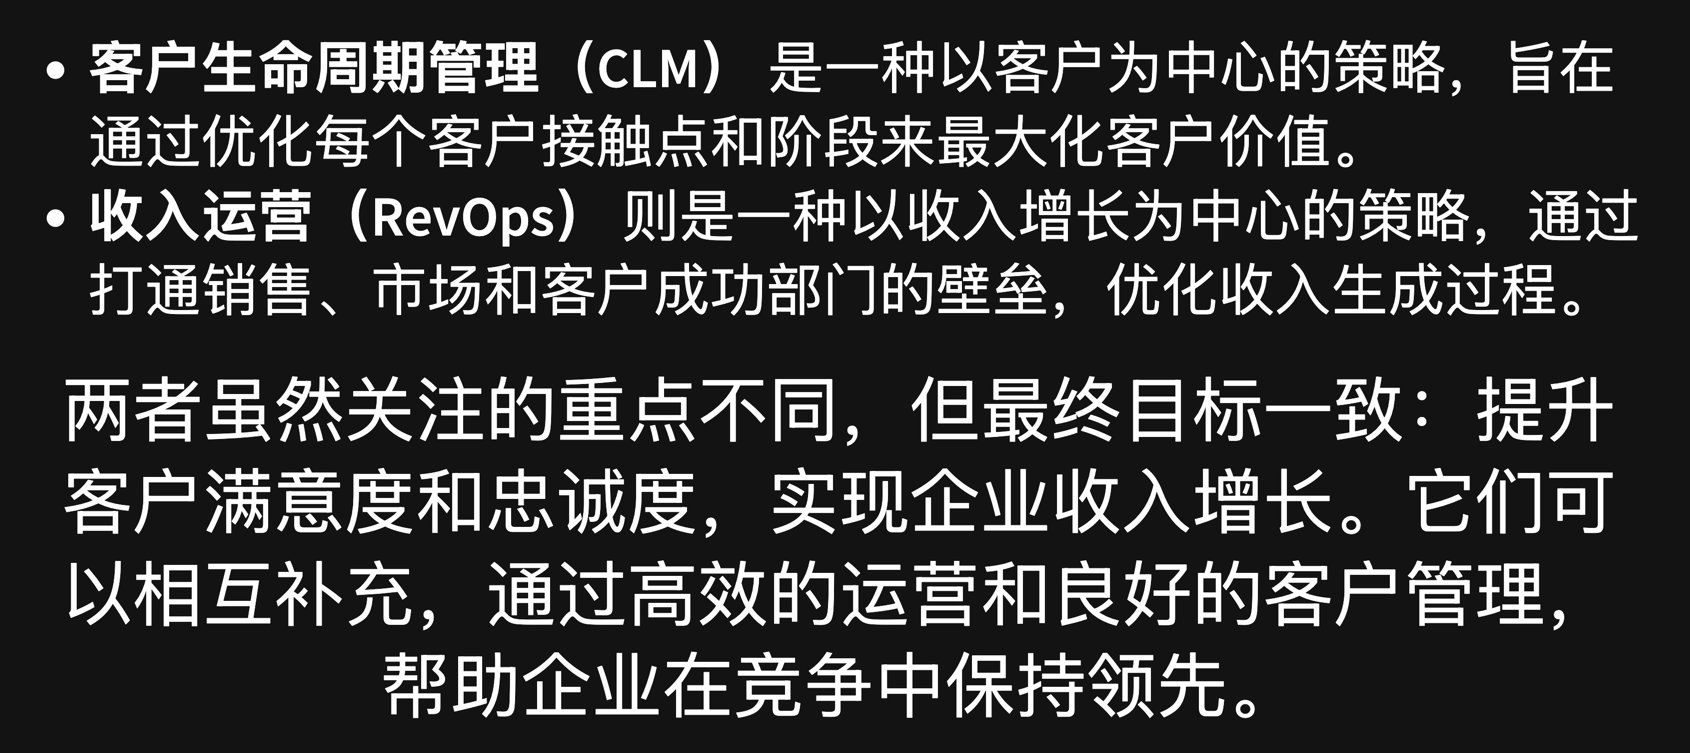 • 客户生命周期管理（CLM） 是一种以客户为中心的策略，旨在
通过优化每个客户接触点和阶段来最大化客户价值。
• 收入运营（RevOps） 则是一种以收入增长为中心的策略，通过
打通销售、市场和客户成功部门的壁垒，优化收入生成过程。
两者虽然关注的重点不同，但最终目标一致：提升
客户满意度和忠诚度，实现企业收入增长。它们可
以相互补充，通过高效的运营和良好的客户管理，
帮助企业在竞争中保持领先。